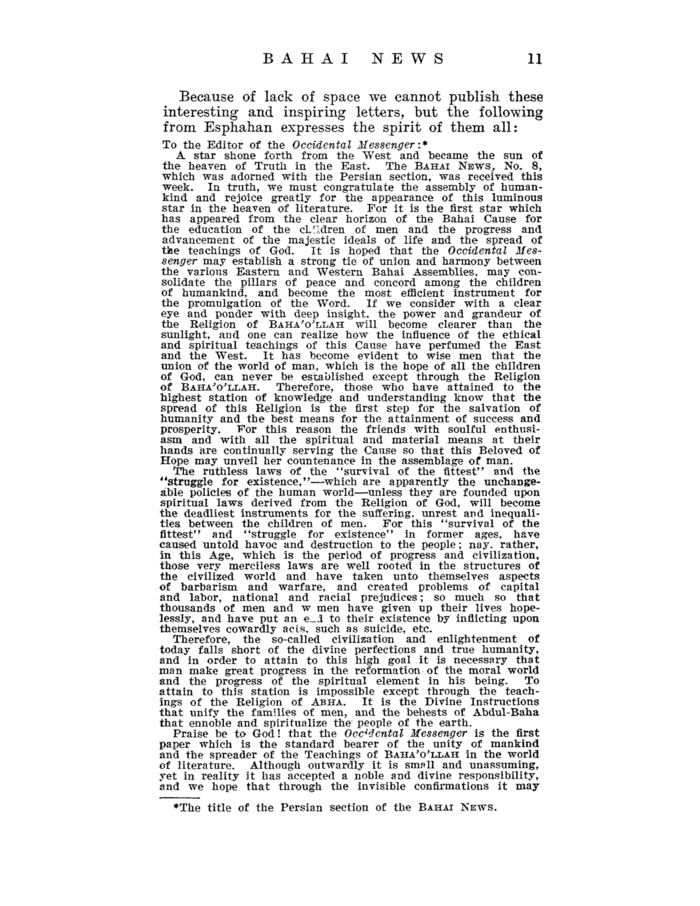 BAHAI NEWS 11
Because of lack of space we cannot publish these
interesting and inspiring letters, but the following
from Esphahan expresses the spirit of them all:
To the Editor of the Occidental Messenger:*
A star shone forth from the West and became the sun of
the heaven of Truth in the East. The BAHAI NEWS, No. 8,
which was adorned with the Persian section, was received this
week. In truth, we must congratulate the assembly of human-
kind and rejoice greatly for the appearance of this luminous
star in the heaven of literature. For it is the first star which
has appeared from the clear horizon of the Bahai Cause for
the education of the children of men and the progress and
advancement of the majestic ideals of life and the spread of
the teachings of God. It is hoped that the Occidental Mes-
senger may establish a strong tie of union and harmony between
the various Eastern and Western Bahai Assemblies, may con-
solidate the pillars of peace and concord among the children
of humankind, and become the most efficient instrument for
the promulgation of the Word. If we consider with a clear
eye and ponder with deep insight, the power and grandeur of
the Religion of BAHA'O'LLAH will become clearer than the
sunlight, and one can realize how the influence of the ethical
and spiritual teachings of this Cause have perfumed the East
and the West. It has become evident to wise men that the
union of the world of man, which is the hope of all the children
of God, can never be established except through the Religion
of BAHA'O'LLAH. Therefore, those who have attained to the
highest station of knowledge and understanding know that the
spread of this Religion is the first step for the salvation of
humanity and the best means for the attainment of success and
prosperity. For this reason the friends with soulful enthusi-
asm and with all the spiritual and material means at their
hands are continually serving the Cause so that this Beloved of
Hope may unveil her countenance in the assemblage of man.
The ruthless laws of the "survival of the fittest" and the
"struggle for existence,"—which are apparently the unchange-
able policies of the human world—unless they are founded upon
spiritual laws derived from the Religion of God, will become
the deadliest instruments for the suffering, unrest and inequali-
ties between the children of men. For this "survival of the
fittest" and "struggle for existence" in former ages, have
caused untold havoc and destruction to the people; nay, rather,
in this Age, which is the period of progress and civilization,
those very merciless laws are well rooted in the structures of
the civilized world and have taken unto themselves aspects
of barbarism and warfare, and created problems of capital
and labor, national and racial prejudices; so much so that
thousands of men and w men have given up their lives hope-
lessly, and have put an end to their existence by inflicting upon
themselves cowardly acts, such as suicide, etc.
Therefore, the so-called civilization and enlightenment of
today falls short of the divine perfections and true humanity,
and in order to attain to this high goal it is necessary that
man make great progress in the reformation of the moral world
and the progress of the spiritual element in his being. To
attain to this station is impossible except through the teach-
ings of the Religion of ABHA. It is the Divine Instructions
that unify the families of men, and the behests of Abdul-Baha
that ennoble and spiritualize the people of the earth.
Praise be to God! that the Occidental Messenger is the first
paper which is the standard bearer of the unity of mankind
and the spreader of the Teachings of BAHA'O'LLAH in the world
of literature. Although outwardly it is small and unassuming,
yet in reality it has accepted a noble and divine responsibility,
and we hope that through the invisible confirmations it may
*The title of the Persian section of the BAHAI NEWS.